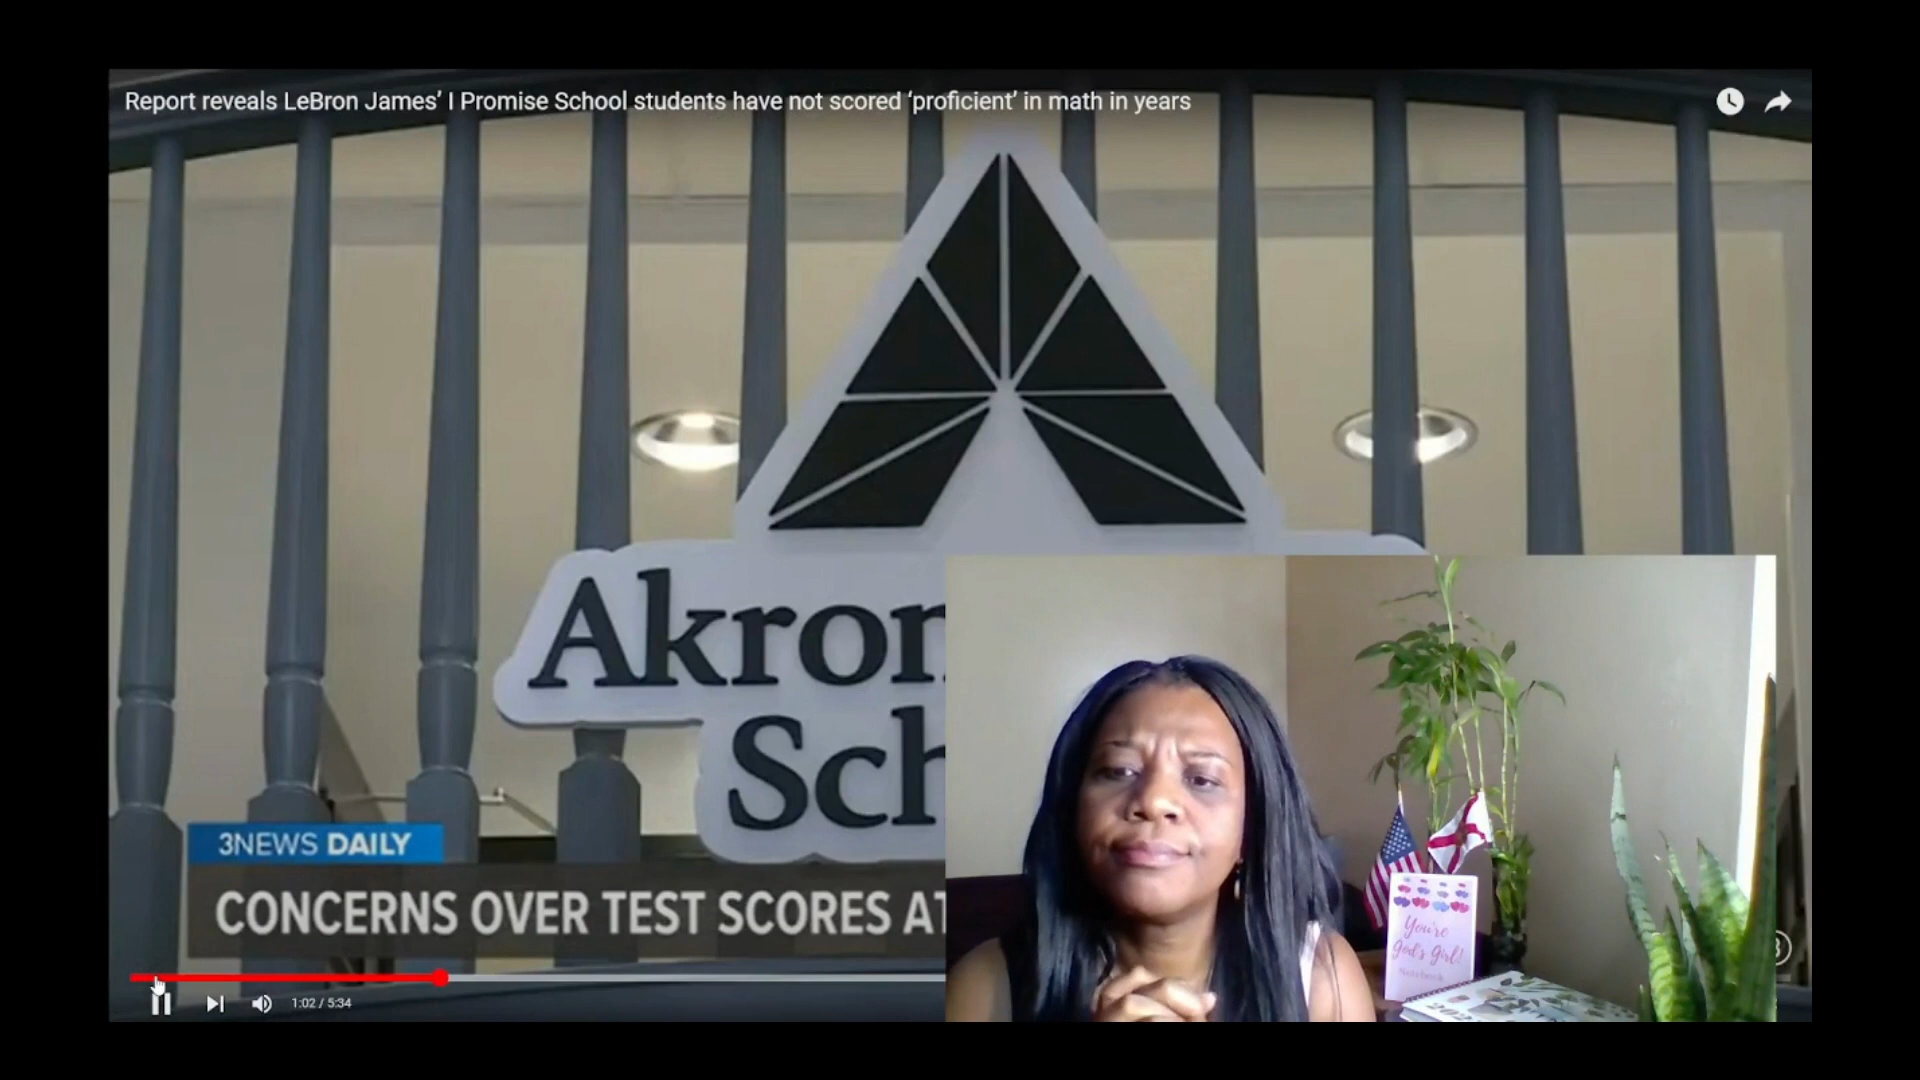 Report reveals LeBron James’ I Promise School students have not scored ‘proficient’ in math in years
Akron
Sch
3NEWS DAILY
CONCERNS OVER TEST SCORES AT
You're
God's Girl!
Notebook
1:02 / 5:34